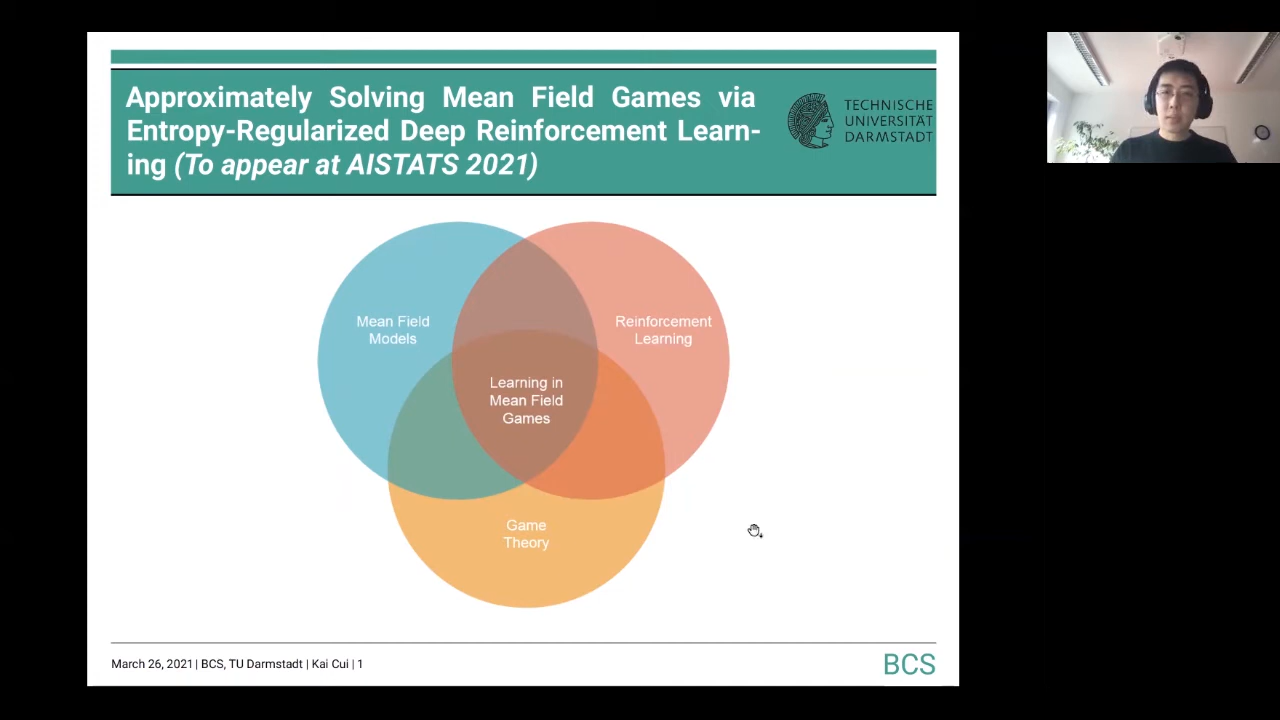 Approximately Solving Mean Field Games via
Entropy-Regularized Deep Reinforcement Learn-
ing (To appear at AISTATS 2021)
TECHNISCHE
UNIVERSITÄT
DARMSTADT
Mean Field
Models
Reinforcement
Learning
Learning in
Mean Field
Games
Game
Theory
March 26, 2021 | BCS, TU Darmstadt | Kai Cui | 1
BCS